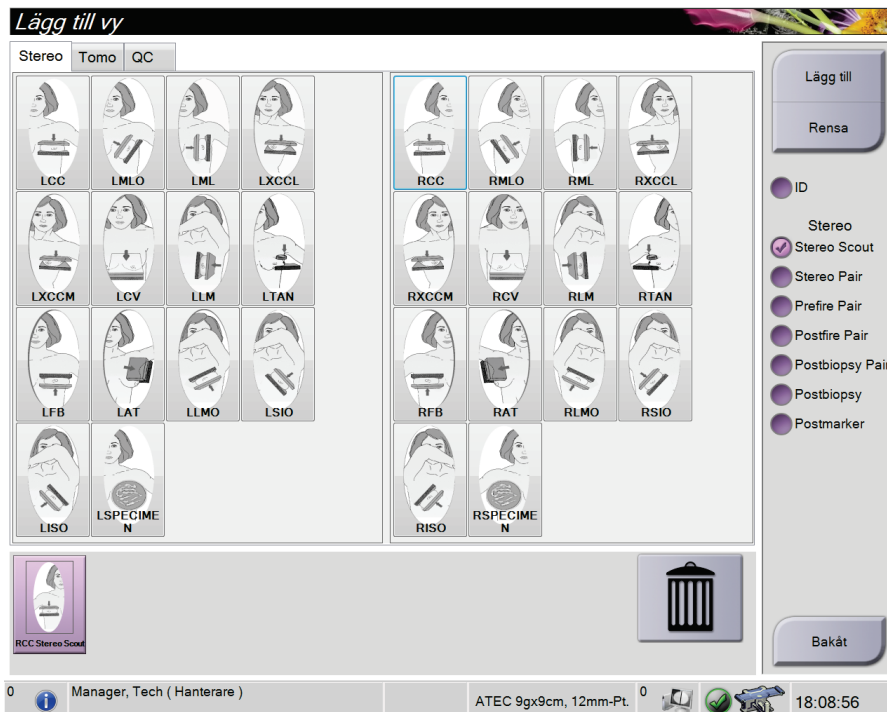 Lägg till vy
Stereo Tomo QC
LCC LMLO LML LXCCL
RCC RMLO RML RXCCL
LXCCM LCV LLM LTAN
RXCCM RCV RLM RTAN
LFB LAT LLMO LSIO
RFB RAT RLMO RSIO
LISO LSPECIME
N
RISO RSPECIME
N
Lägg till
Rensa
ID
Stereo
Stereo Scout
Stereo Pair
Prefire Pair
Postfire Pair
Postbiopsy Pair
Postbiopsy
Postmarker
RCC Stereo Scout
Bakåt
0 Manager, Tech ( Hanterare ) ATEC 9gx9cm, 12mm-Pt. 0 18:08:56